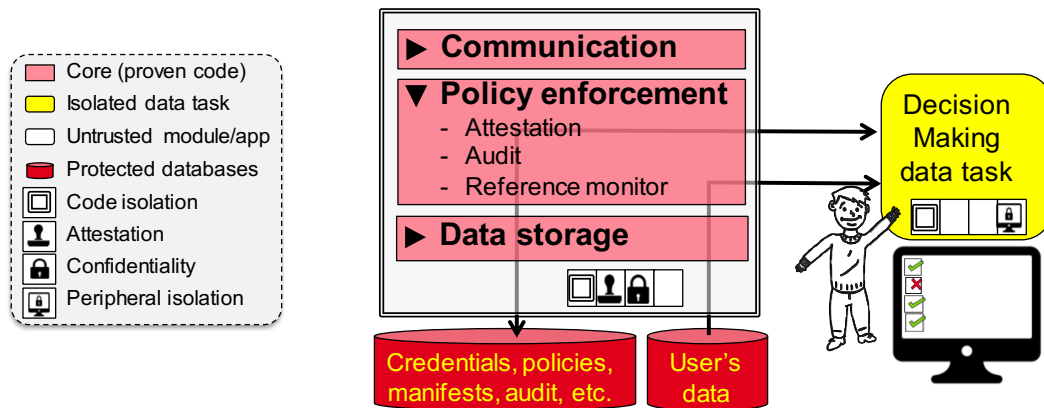 Core (proven code)
Isolated data task
Untrusted module/app
Protected databases
Code isolation
Attestation
Confidentiality
Peripheral isolation
► Communication
▼ Policy enforcement
- Attestation
- Audit
- Reference monitor
► Data storage
Credentials, policies,
manifests, audit, etc.
User's
data
Decision
Making
data task